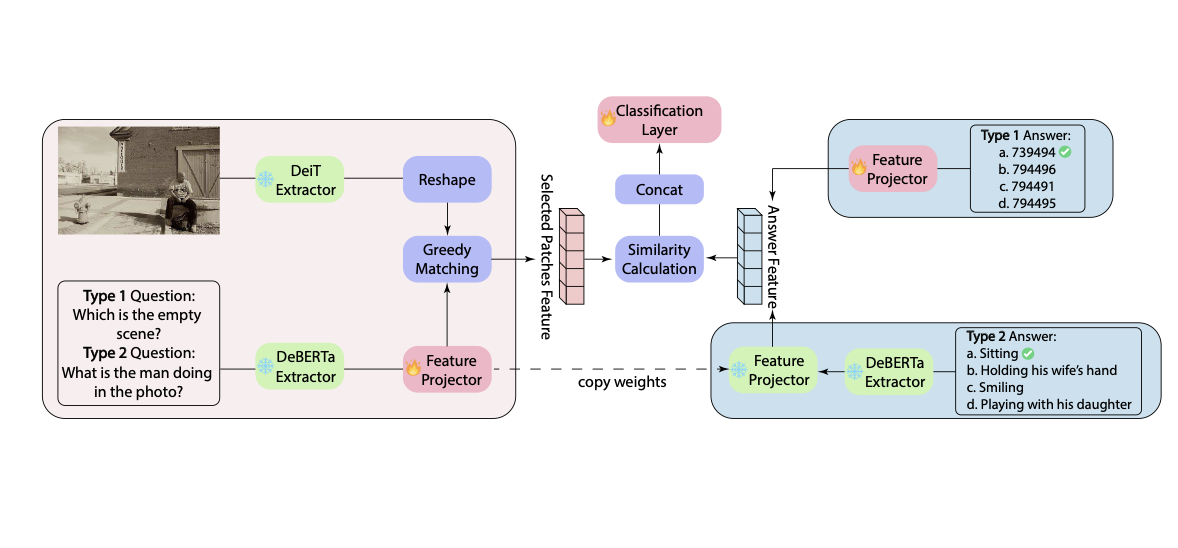 DeiT
Extractor
Reshape
Greedy
Matching
Type 1 Question:
Which is the empty
scene?
Type 2 Question:
What is the man doing
in the photo?
DeBERTa
Extractor
Feature
Projector
Selected Patches Feature
Classification
Layer
Concat
Similarity
Calculation
Answer Feature
copy weights
Feature
Projector
Type 1 Answer:
a. 739494
b. 794496
c. 794491
d. 794495
Feature
Projector
DeBERTa
Extractor
Type 2 Answer:
a. Sitting
b. Holding his wife's hand
c. Smiling
d. Playing with his daughter